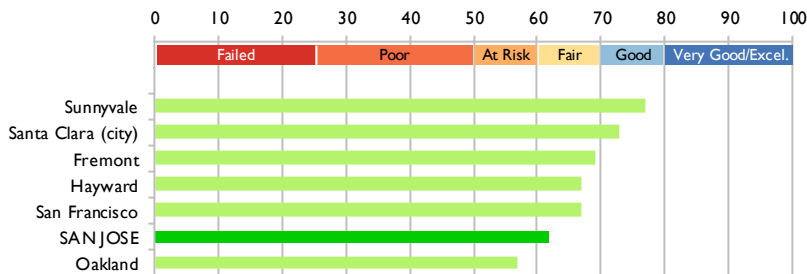 0 10 20 30 40 50 60 70 80 90 100
Failed Poor At Risk Fair Good Very Good/Excel.
Sunnyvale
Santa Clara (city)
Fremont
Hayward
San Francisco
SAN JOSE
Oakland